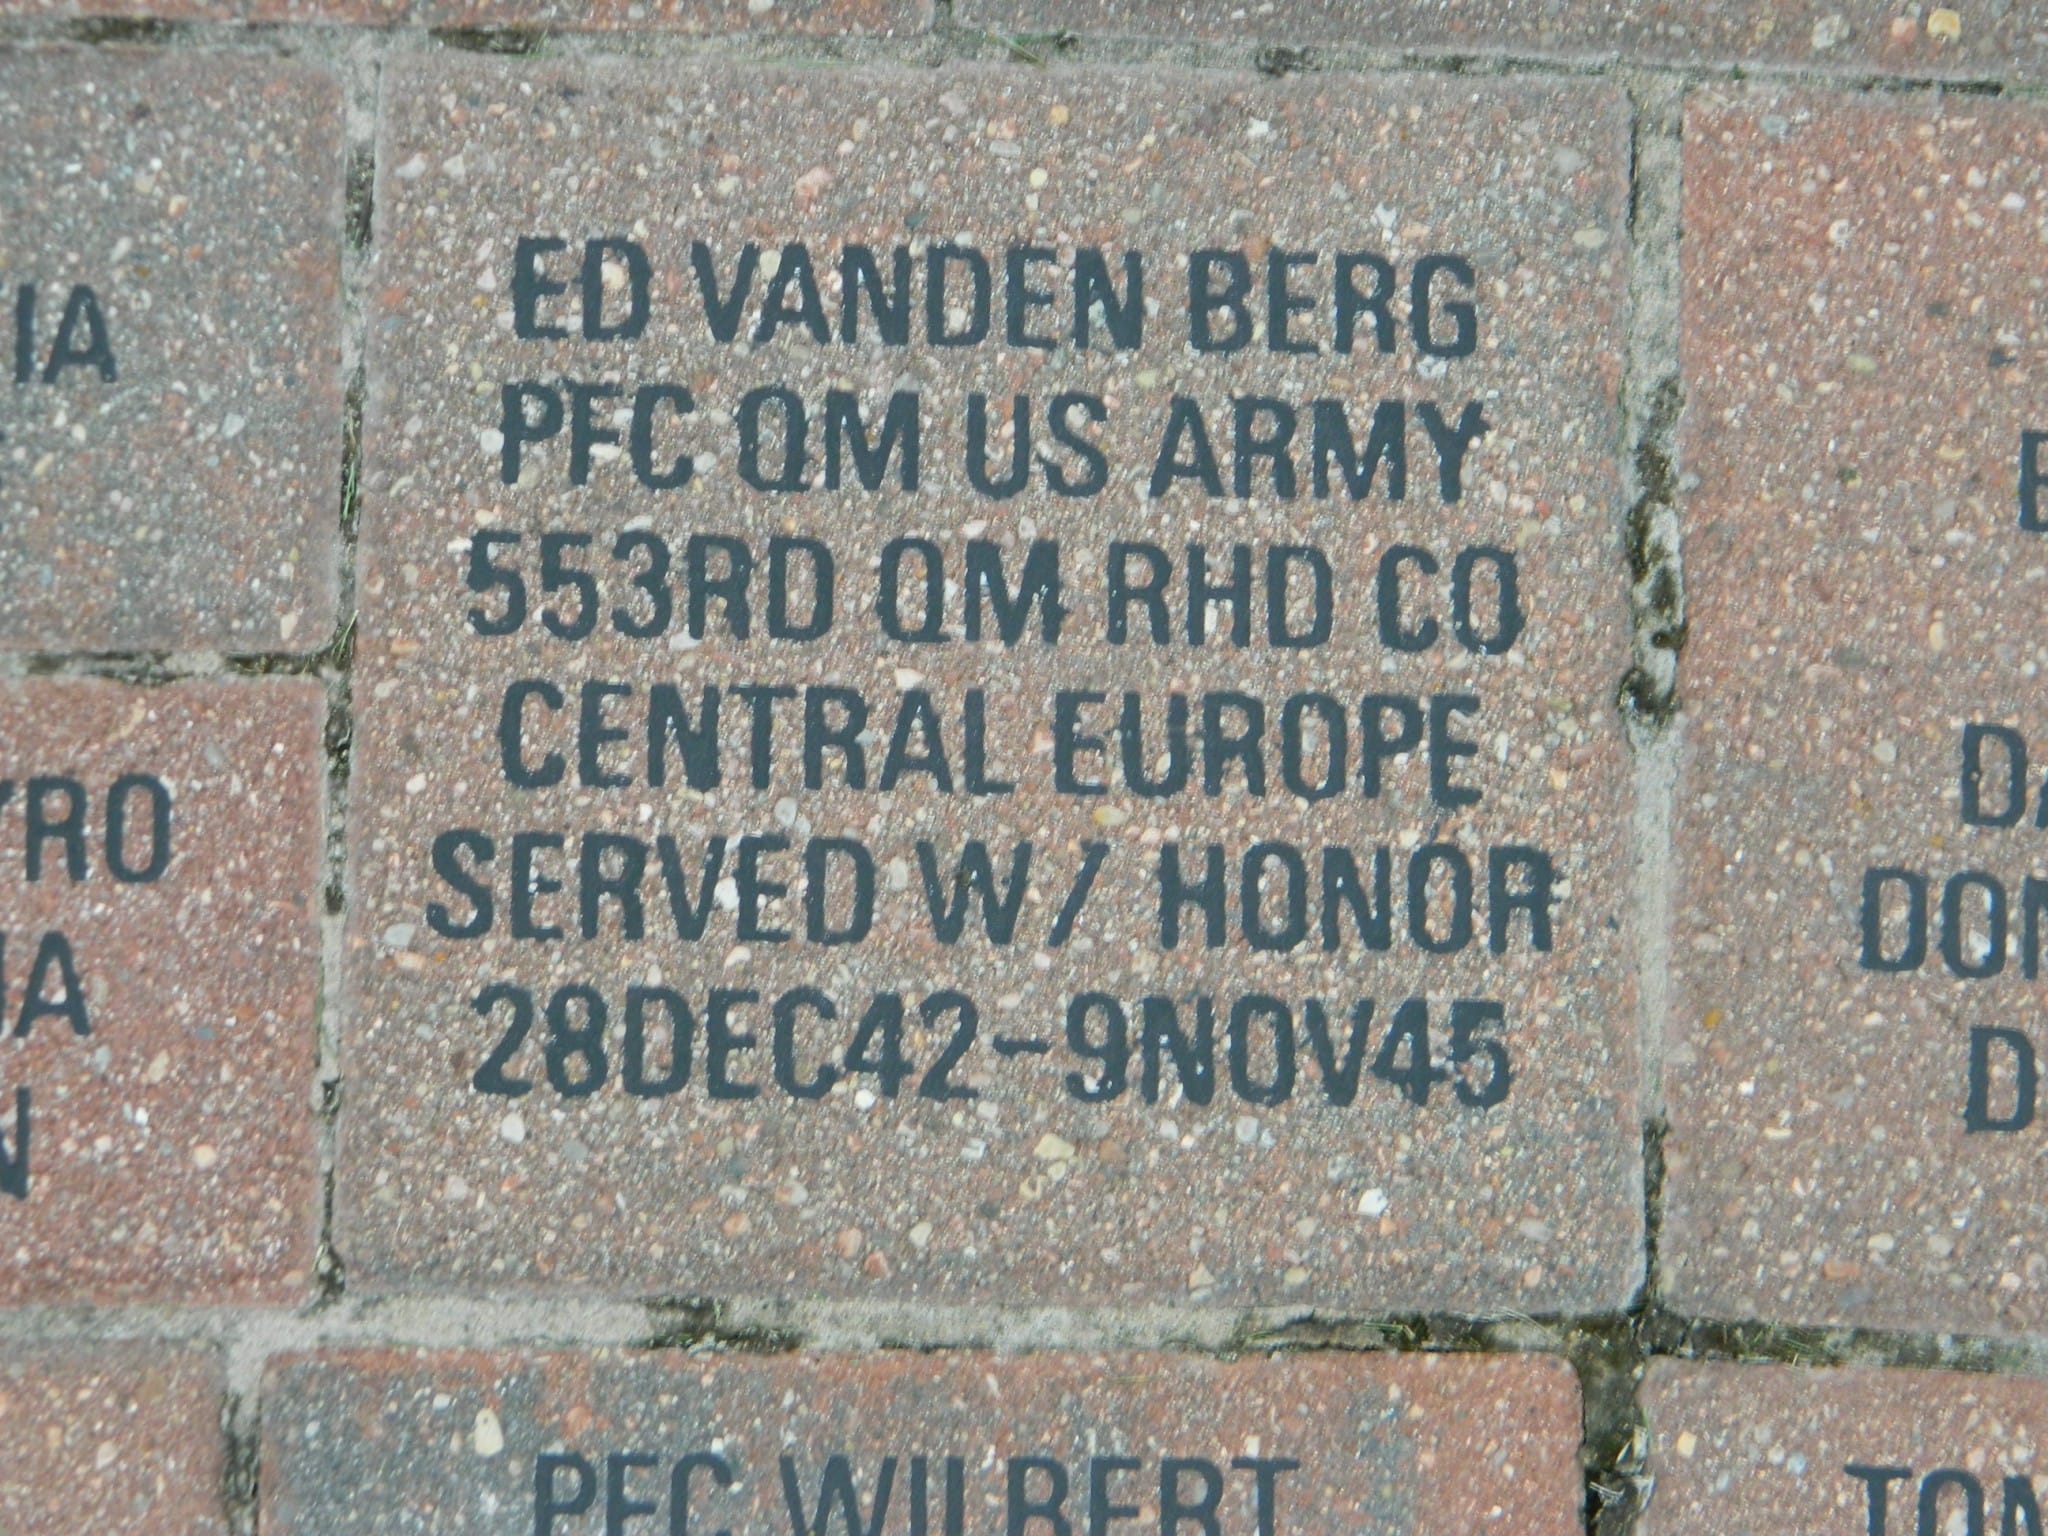 ED VANDEN BERG
PFC QM US ARMY
553RD QM RHD CO
CENTRAL EUROPE
SERVED W/ HONOR
28DEC42-9NOV45
PFC WILBERT